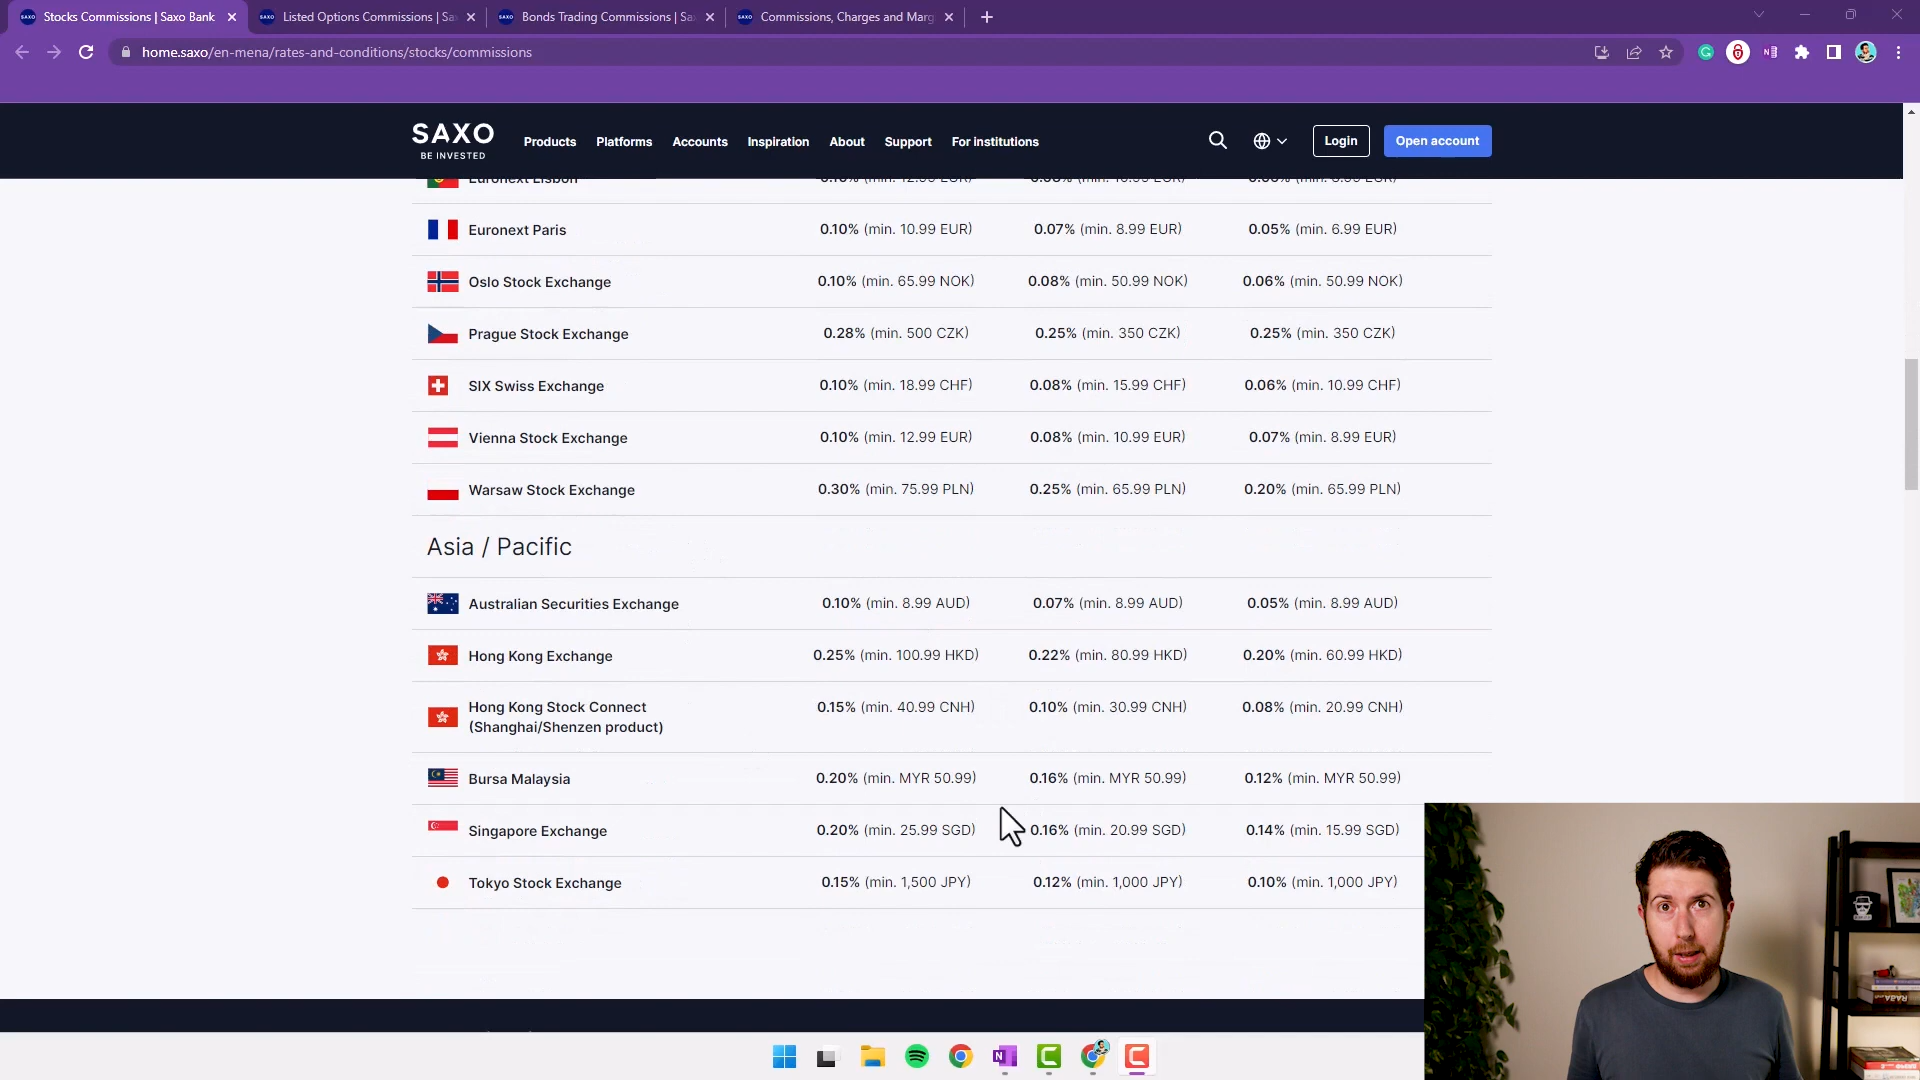 Stocks Commissions | Saxo Bank
Listed Options Commissions | Sa
Bonds Trading Commissions | Sa
Commissions, Charges and Marg
home.saxo/en-mena/rates-and-conditions/stocks/commissions
SAXO
BE INVESTED
Products
Platforms
Accounts
Inspiration
About
Support
For institutions
Login
Open account
Euronext Lisbon
Euronext Paris 0.10% (min. 10.99 EUR) 0.07% (min. 8.99 EUR) 0.05% (min. 6.99 EUR)
Oslo Stock Exchange 0.10% (min. 65.99 NOK) 0.08% (min. 50.99 NOK) 0.06% (min. 50.99 NOK)
Prague Stock Exchange 0.28% (min. 500 CZK) 0.25% (min. 350 CZK) 0.25% (min. 350 CZK)
SIX Swiss Exchange 0.10% (min. 18.99 CHF) 0.08% (min. 15.99 CHF) 0.06% (min. 10.99 CHF)
Vienna Stock Exchange 0.10% (min. 12.99 EUR) 0.08% (min. 10.99 EUR) 0.07% (min. 8.99 EUR)
Warsaw Stock Exchange 0.30% (min. 75.99 PLN) 0.25% (min. 65.99 PLN) 0.20% (min. 65.99 PLN)
Asia / Pacific
Australian Securities Exchange 0.10% (min. 8.99 AUD) 0.07% (min. 8.99 AUD) 0.05% (min. 8.99 AUD)
Hong Kong Exchange 0.25% (min. 100.99 HKD) 0.22% (min. 80.99 HKD) 0.20% (min. 60.99 HKD)
Hong Kong Stock Connect 0.15% (min. 40.99 CNH) 0.10% (min. 30.99 CNH) 0.08% (min. 20.99 CNH)
(Shanghai/Shenzen product)
Bursa Malaysia 0.20% (min. MYR 50.99) 0.16% (min. MYR 50.99) 0.12% (min. MYR 50.99)
Singapore Exchange 0.20% (min. 25.99 SGD) 0.16% (min. 20.99 SGD) 0.14% (min. 15.99 SGD)
Tokyo Stock Exchange 0.15% (min. 1,500 JPY) 0.12% (min. 1,000 JPY) 0.10% (min. 1,000 JPY)